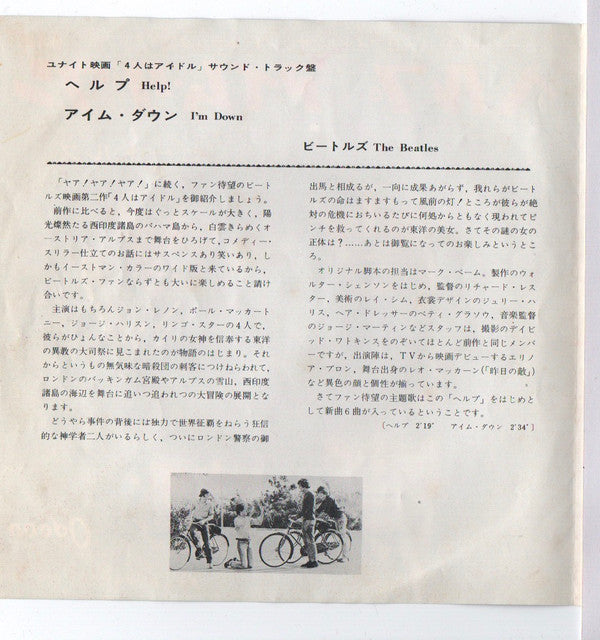 ユナイト映画「4人はアイドル」サウンド・トラック盤
ヘルプ Help!
アイム・ダウン I'm Down
ビートルズ The Beatles
「ヤア!ヤア!ヤア!」に続く、ファン待望のビート
ルズ映画第二作「4人はアイドル」を御紹介しましょう。
前作に比べると、今度はぐっとスケールが大きく、陽
光燦然たる西印度諸島のバハマ島から、白雲きらめくオ
ーストリア・アルプスまで舞台をひろげて、コメディー・
スリラー仕立てのお話にはサスペンスあり笑いあり、し
かもイーストマン・カラーのワイド版と来ているから、
ビートルズ・ファンならずとも大いに楽しめること請け
合いです。
主演はもちろんジョン・レノン、ポール・マッカート
ニー、ジョージ・ハリスン、リンゴ・スターの4人で、
彼らがひょんなことから、カイリの女神を信奉する東洋
の異教の大司祭に見こまれたのが物語のはじまり。それ
からというもの無気味な暗殺団の刺客につけねらわれて、
ロンドンのバッキンガム宮殿やアルプスの雪山、西印度
諸島の海辺を舞台に追いつ追われつの大冒険の展開とな
ります。
どうやら事件の背後には独力で世界征覇をねらう狂信
的な神学者二人がいるらしく、ついにロンドン警察の御
出馬と相成るが、一向に成果あがらず、我れらがビート
ルズの命はますますもって風前の灯!ところが彼らが絶
対の危機におちいるたびに何処からともなく現われてピ
ンチを救ってくれるのが東洋の美女。さてその謎の女の
正体は?……あとは御覧になってのお楽しみというとこ
ろ。
オリジナル脚本の担当はマーク・ベーム。製作のウォ
ルター・シェンソンをはじめ、監督のリチャード・レス
ター、美術のレイ・シム、衣裳デザインのジュリー・ハ
リス、ヘア・ドレッサーのベティ・グラソウ、音楽監督
のジョージ・マーティンなどスタッフは、撮影のデイビ
ッド・ワトキンスをのぞいてほとんど前作と同じメンバ
ーですが、出演陣は、TVから映画デビューするエリノ
ア・ブロン、舞台出身のレオ・マッカーン(「昨日の敵」)
など異色の顔と個性が揃っています。
さてファン待望の主題歌はこの「ヘルプ」をはじめと
して新曲6曲が入っているということです。
〔ヘルプ 2'19" アイム・ダウン 2'34"〕